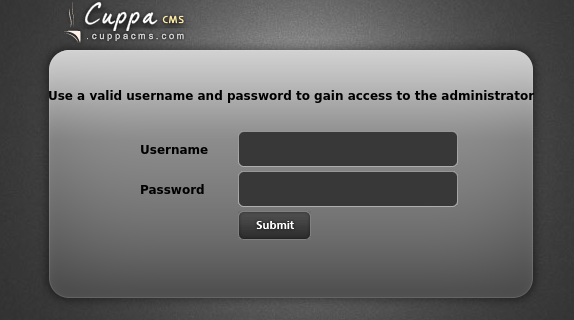 Cuppa CMS
.cuppacms.com
Use a valid username and password to gain access to the administrator
Username
Password
Submit